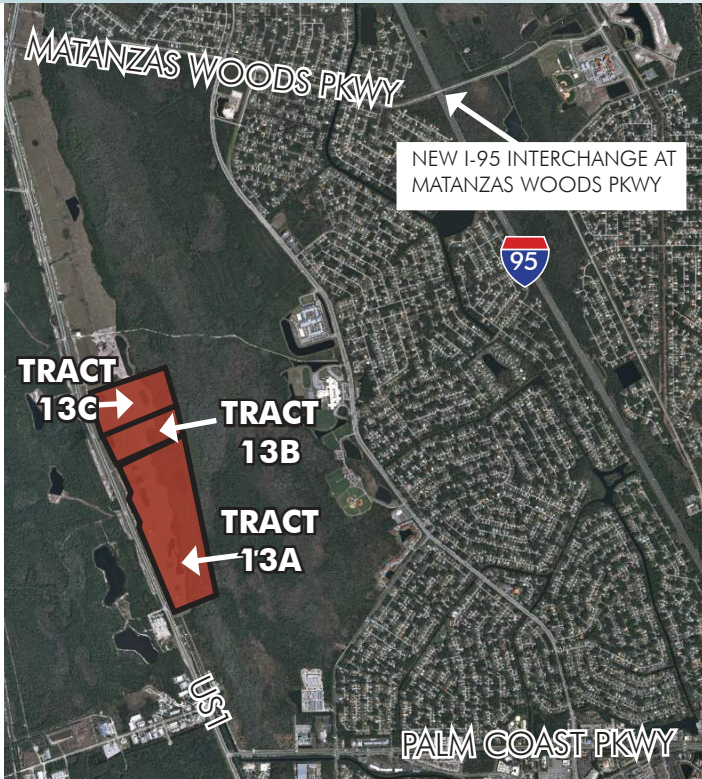 MATANZAS WOODS PKWY
NEW I-95 INTERCHANGE AT
MATANZAS WOODS PKWY
95
TRACT
13C
TRACT
13B
TRACT
13A
US1
PALM COAST PKWY